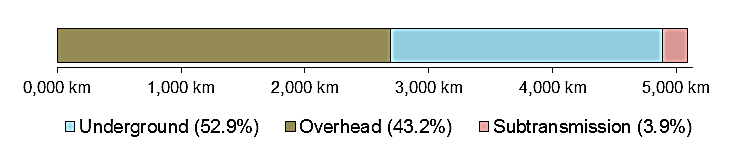 0,000 km 1,000 km 2,000 km 3,000 km 4,000 km 5,000 km
Underground (52.9%) Overhead (43.2%) Subtransmission (3.9%)